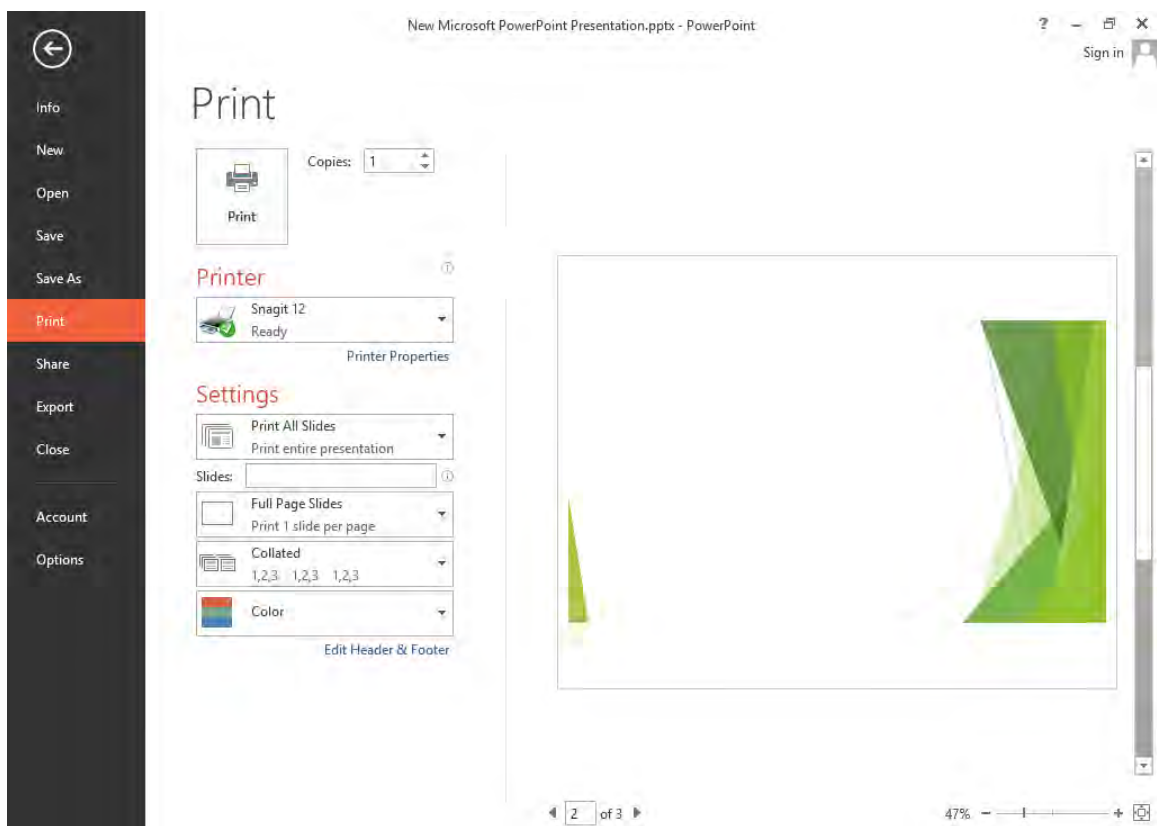 New Microsoft PowerPoint Presentation.pptx - PowerPoint
?
Sign in
Info
New
Open
Save
Save As
Print
Share
Export
Close
Account
Options
Print
Copies: 1
Print
Printer
Snagit 12
Ready
Printer Properties
Settings
Print All Slides
Print entire presentation
Slides:
Full Page Slides
Print 1 slide per page
Collated
1,2,3 1,2,3 1,2,3
Color
Edit Header & Footer
2 of 3
47%